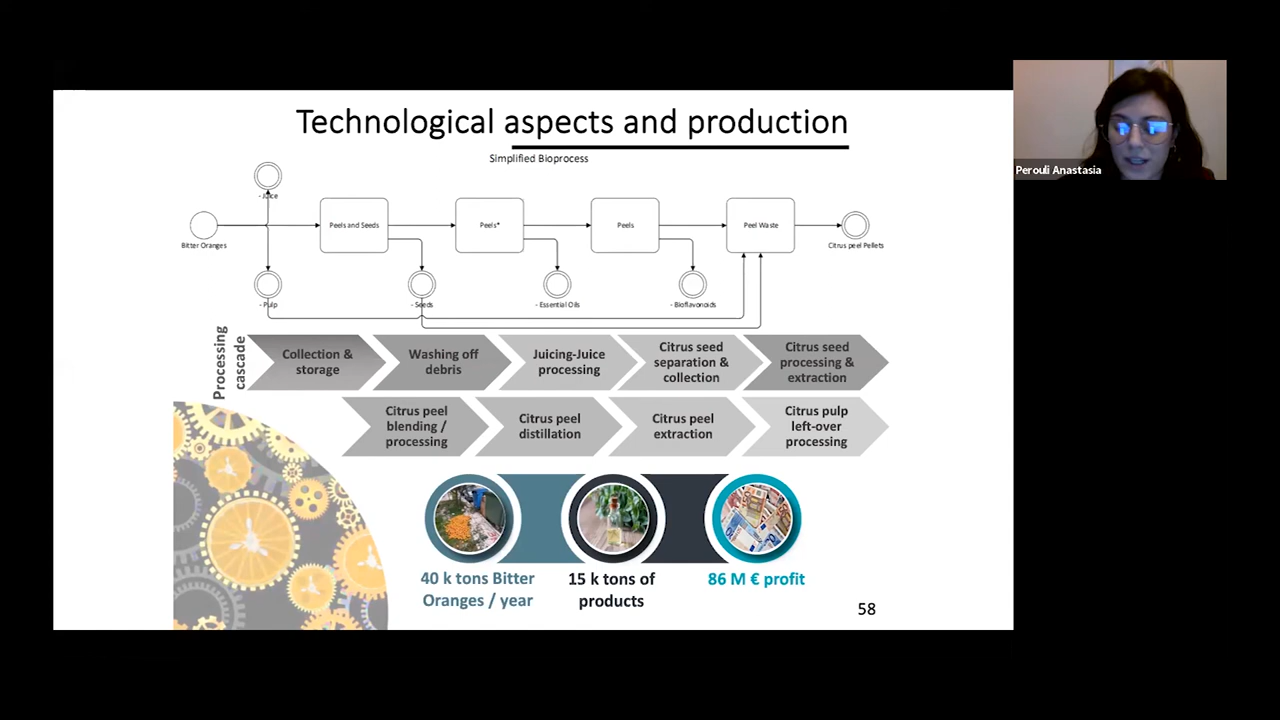 Technological aspects and production
Simplified Bioprocess
- Juice
Bitter Oranges
Peels and Seeds
Peels*
Peels
Peel Waste
Citrus peel Pellets
- Pulp
- Seeds
- Essential Oils
- Bioflavonoids
Processing
cascade
Collection &
storage
Washing off
debris
Juicing-Juice
processing
Citrus seed
separation &
collection
Citrus seed
processing &
extraction
Citrus peel
blending /
processing
Citrus peel
distillation
Citrus peel
extraction
Citrus pulp
left-over
processing
40 k tons Bitter
Oranges / year
15 k tons of
products
86 M € profit
58
Perouli Anastasia